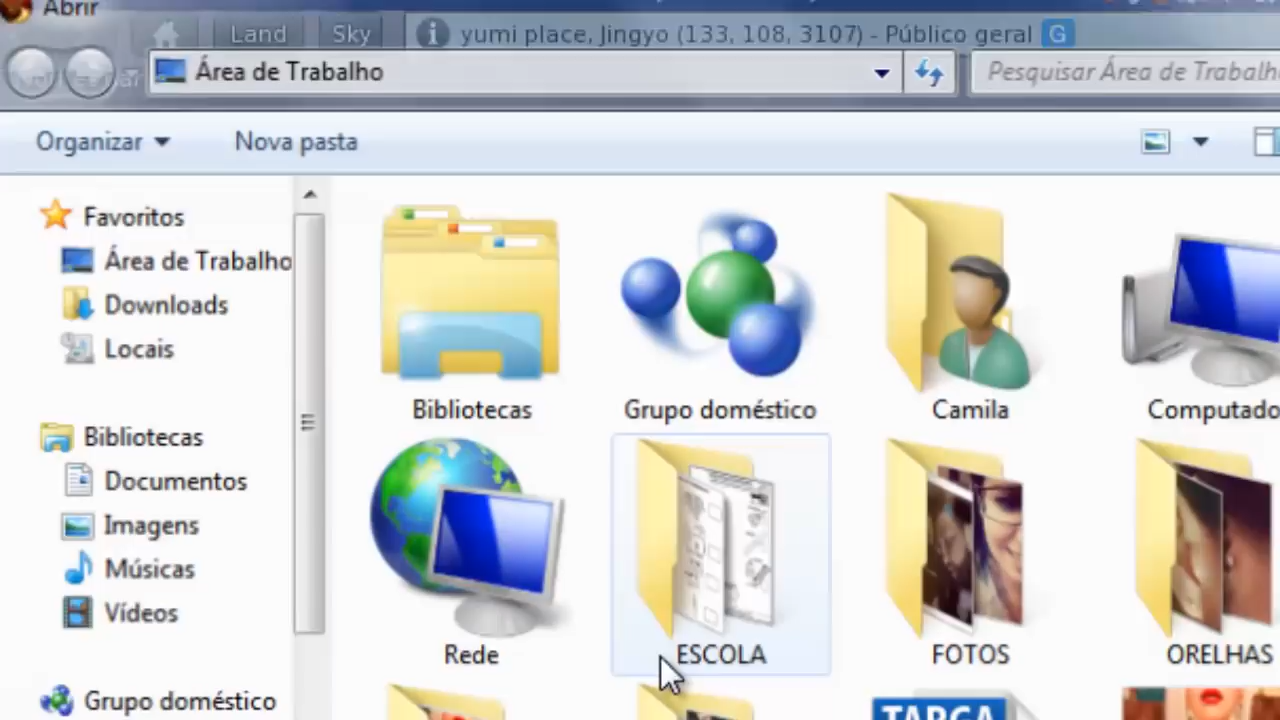 Abrir
Land Sky yumi place, Jingyo (133, 108, 3107) - Público geral G
Área de Trabalho Pesquisar Área de Trabalh
Organizar Nova pasta
Favoritos
Área de Trabalho
Downloads
Locais
Bibliotecas
Documentos
Imagens
Músicas
Vídeos
Grupo doméstico
Bibliotecas Grupo doméstico Camila Computado
Rede ESCOLA FOTOS ORELHAS
TARGA